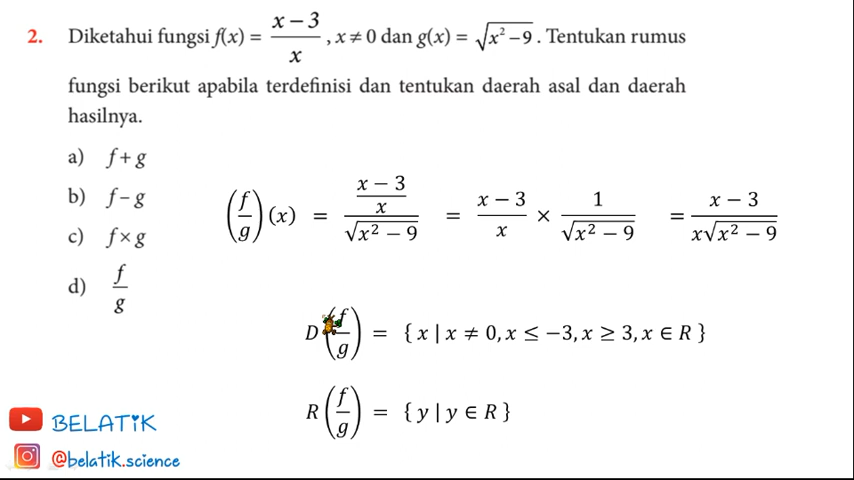 2. Diketahui fungsi f(x) = (x − 3)/x , x ≠ 0 dan g(x) = √(x² − 9) . Tentukan rumus
fungsi berikut apabila terdefinisi dan tentukan daerah asal dan daerah
hasilnya.
a) f + g
b) f − g
c) f × g
d) f/g
(f/g)(x) = ((x − 3)/x)/√(x² − 9) = (x − 3)/x × 1/√(x² − 9) = (x − 3)/(x√(x² − 9))
D(f/g) = { x | x ≠ 0, x ≤ −3, x ≥ 3, x ∈ R }
R(f/g) = { y | y ∈ R }
BELATiK
@belatik.science